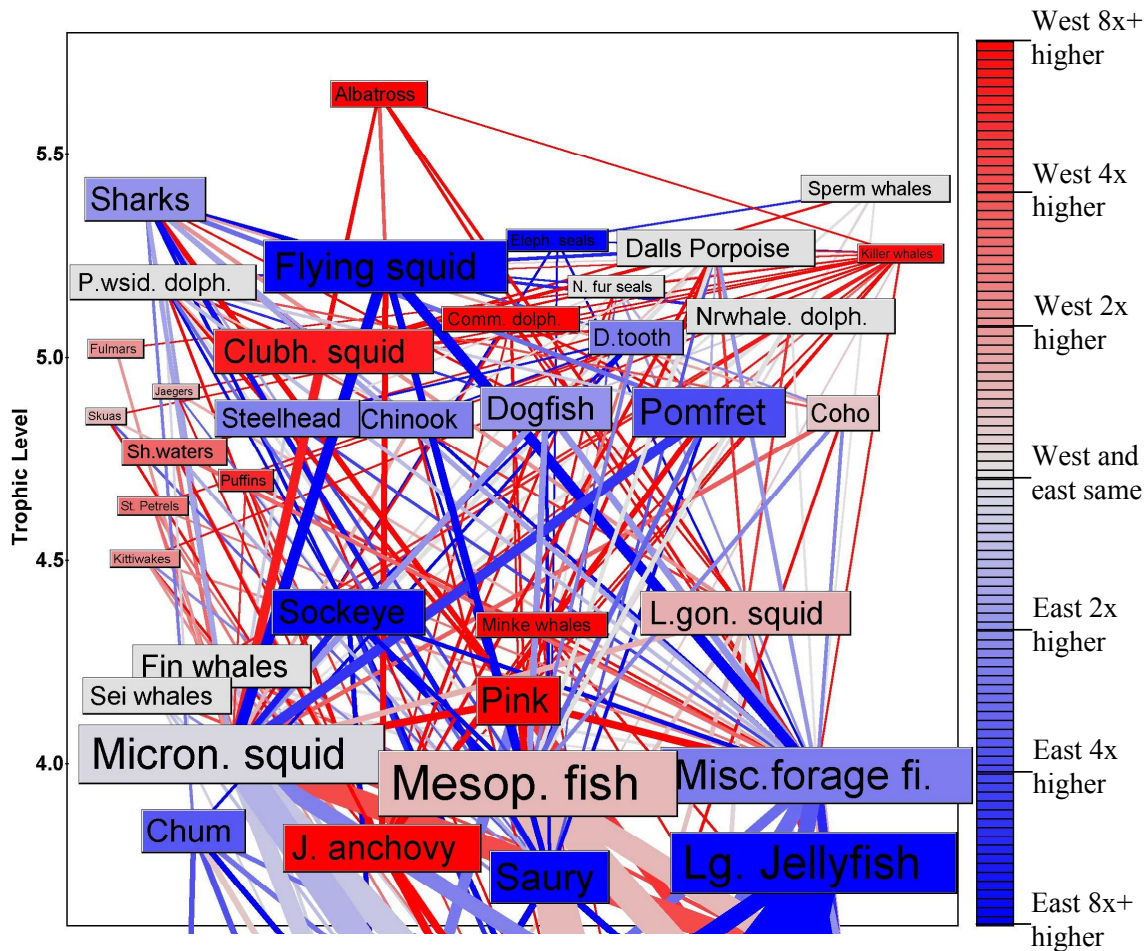 West 8x+
higher
Albatross
5.5
Sharks
Sperm whales
West 4x
higher
Eleph. seals
Flying squid
Dalls Porpoise
Killer whales
P.wsid. dolph.
N. fur seals
Comm. dolph.
Nrwhale. dolph.
West 2x
higher
5.0
Fulmars
Clubh. squid
D.tooth
Jaegers
Skuas
Steelhead
Chinook
Dogfish
Pomfret
Coho
Sh.waters
Puffins
West and
east same
St. Petrels
Trophic Level
4.5
Kittiwakes
Sockeye
Minke whales
L.gon. squid
East 2x
higher
Fin whales
Sei whales
Pink
Micron. squid
Mesop. fish
Misc.forage fi.
4.0
East 4x
higher
Chum
J. anchovy
Saury
Lg. Jellyfish
East 8x+
higher